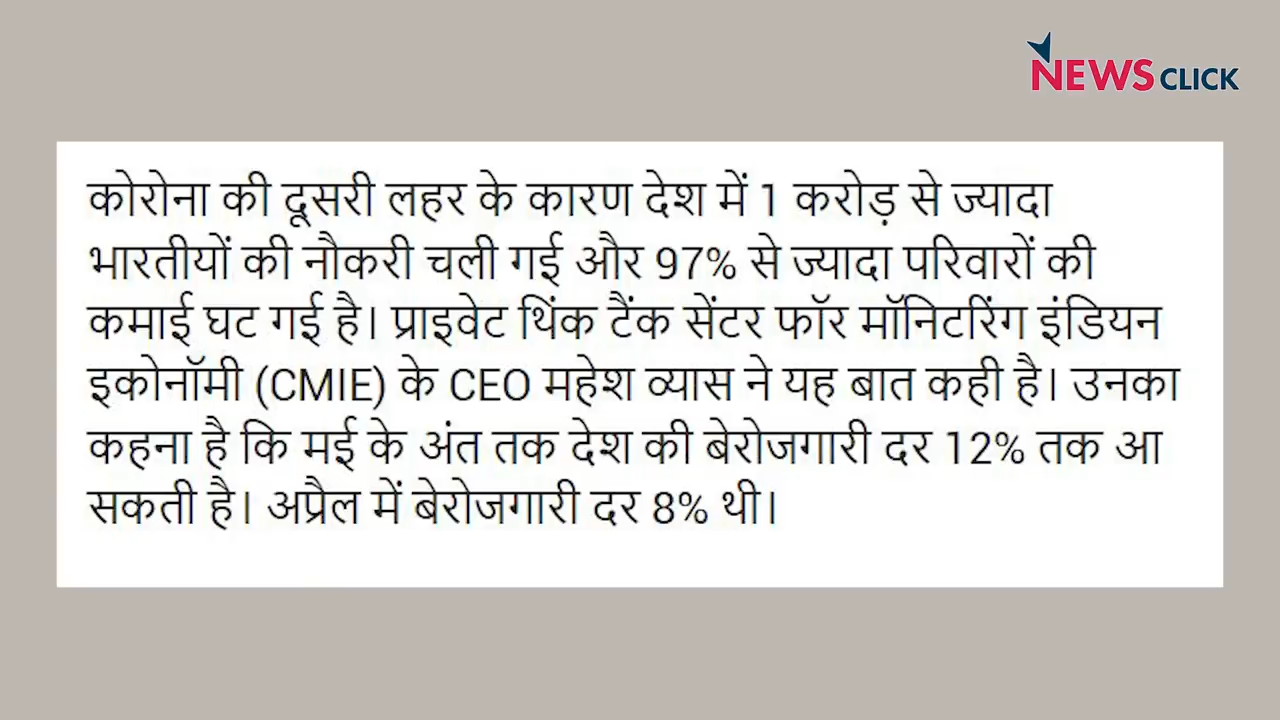 NEWSCLICK
कोरोना की दूसरी लहर के कारण देश में 1 करोड़ से ज्यादा
भारतीयों की नौकरी चली गई और 97% से ज्यादा परिवारों की
कमाई घट गई है। प्राइवेट थिंक टैंक सेंटर फॉर मॉनिटरिंग इंडियन
इकोनॉमी (CMIE) के CEO महेश व्यास ने यह बात कही है। उनका
कहना है कि मई के अंत तक देश की बेरोजगारी दर 12% तक आ
सकती है। अप्रैल में बेरोजगारी दर 8% थी।